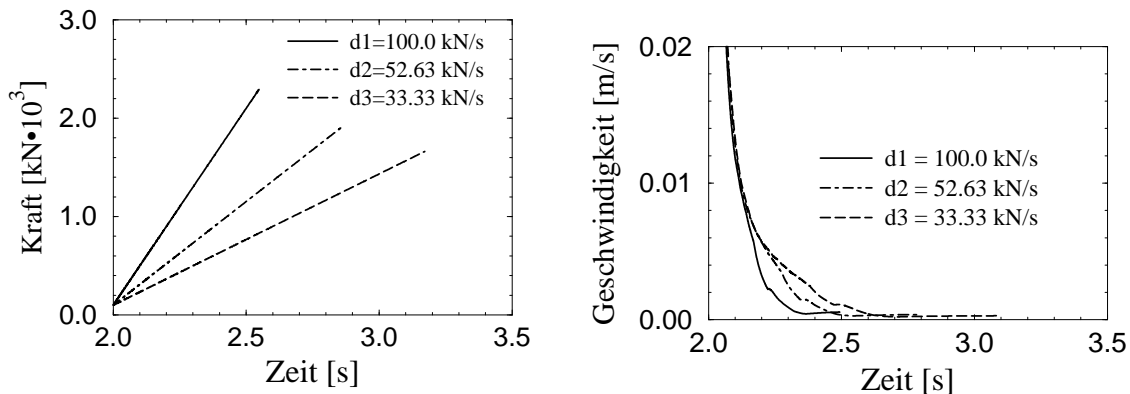 3.0
2.0
1.0
0.0
Kraft [kN•10³]
d1=100.0 kN/s
d2=52.63 kN/s
d3=33.33 kN/s
2.0 2.5 3.0 3.5
Zeit [s]
0.02
0.01
0.00
Geschwindigkeit [m/s]
d1 = 100.0 kN/s
d2 = 52.63 kN/s
d3 = 33.33 kN/s
2.0 2.5 3.0 3.5
Zeit [s]